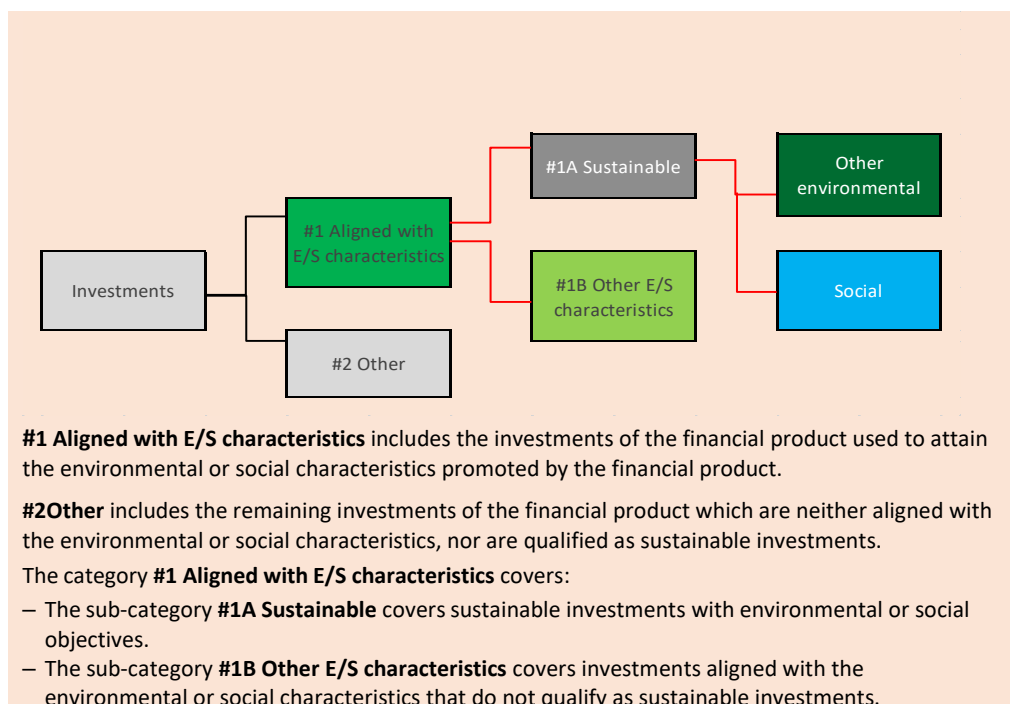 Investments
#1 Aligned with
E/S characteristics
#2 Other
#1A Sustainable
#1B Other E/S
characteristics
Other
environmental
Social
#1 Aligned with E/S characteristics includes the investments of the financial product used to attain
the environmental or social characteristics promoted by the financial product.
#2Other includes the remaining investments of the financial product which are neither aligned with
the environmental or social characteristics, nor are qualified as sustainable investments.
The category #1 Aligned with E/S characteristics covers:
– The sub-category #1A Sustainable covers sustainable investments with environmental or social
objectives.
– The sub-category #1B Other E/S characteristics covers investments aligned with the
environmental or social characteristics that do not qualify as sustainable investments.